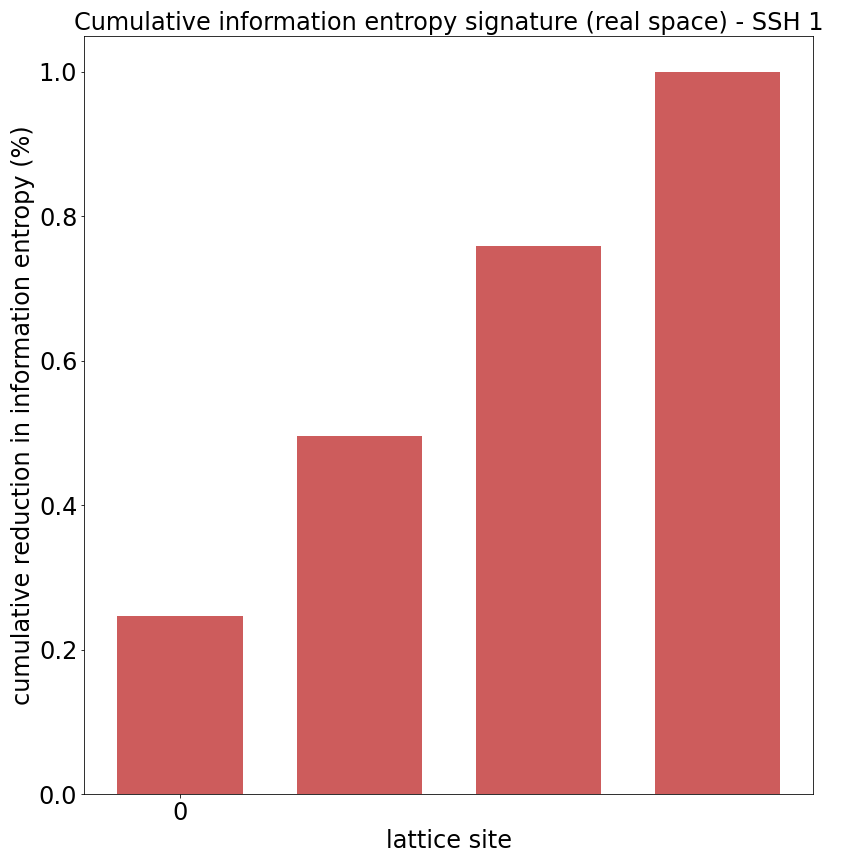 Cumulative information entropy signature (real space) - SSH 1
cumulative reduction in information entropy (%)
1.0
0.8
0.6
0.4
0.2
0.0
0
lattice site